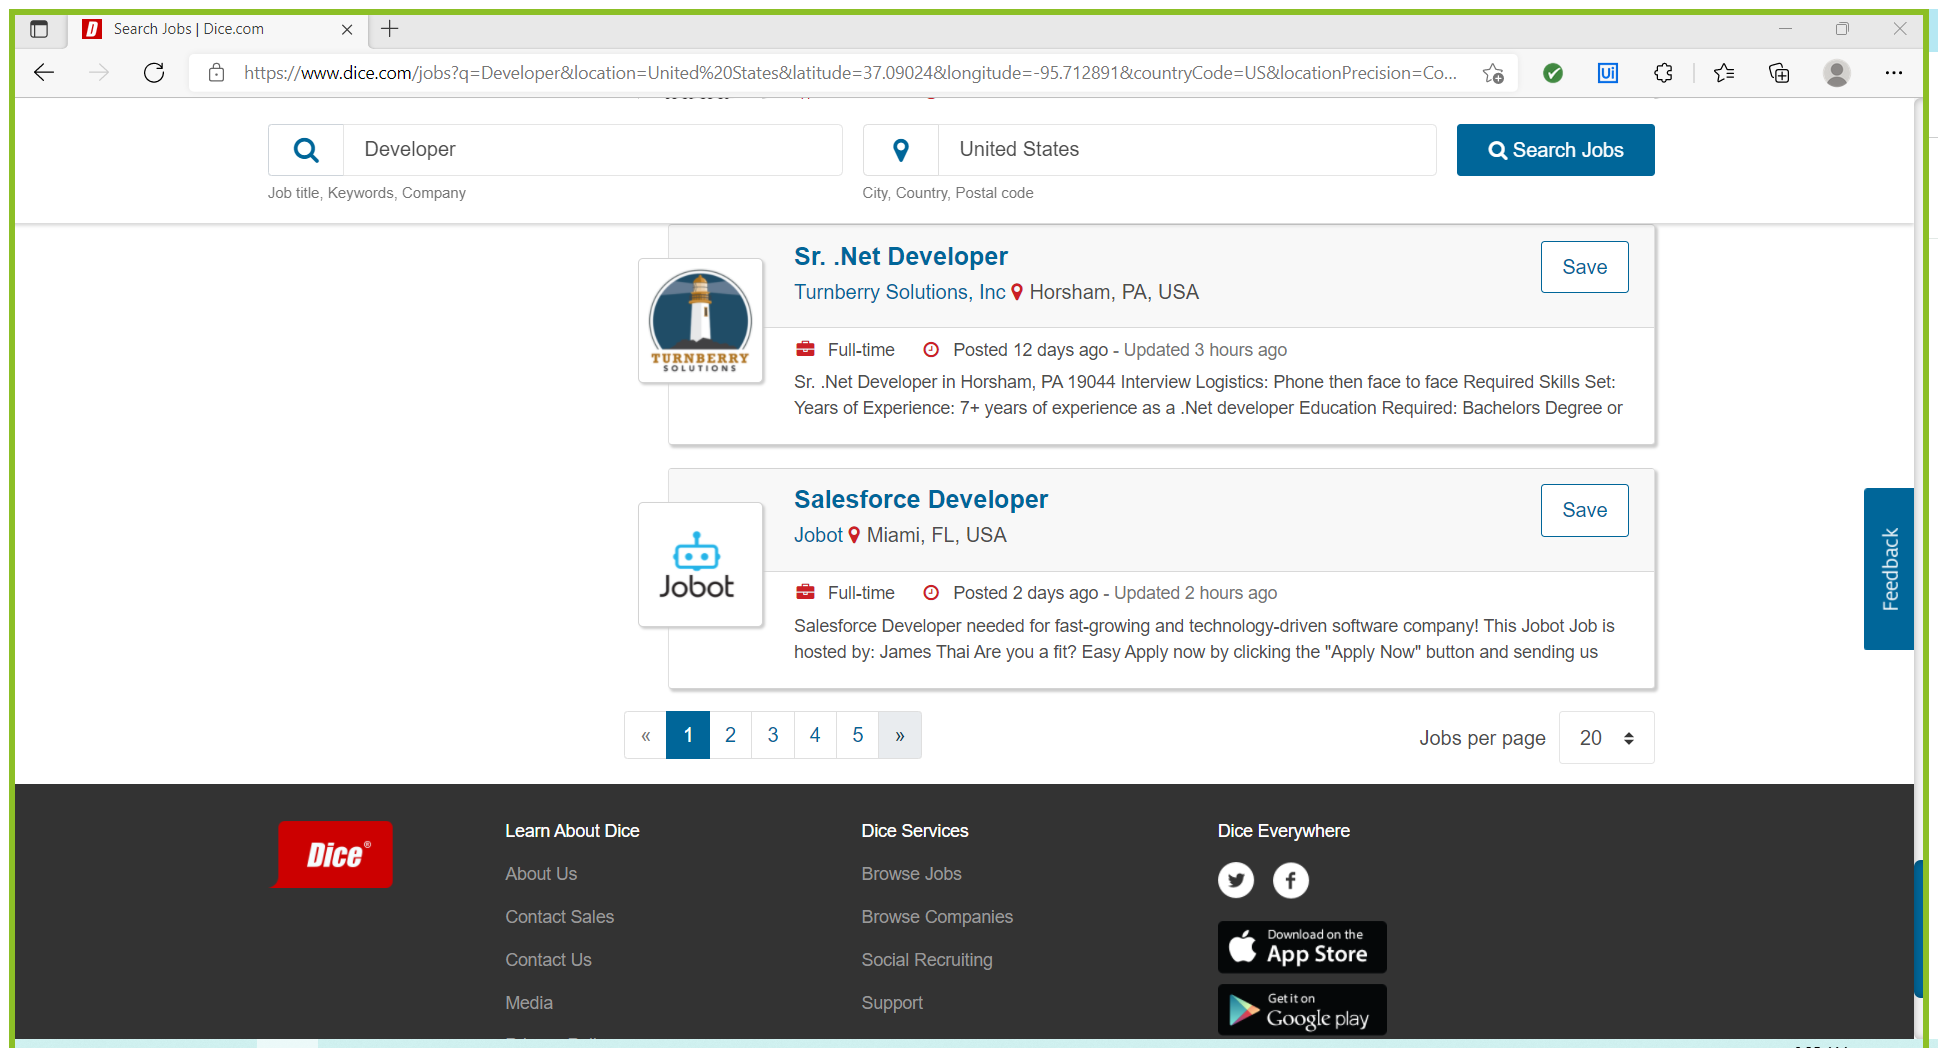 Search Jobs | Dice.com
https://www.dice.com/jobs?q=Developer&location=United%20States&latitude=37.09024&longitude=-95.712891&countryCode=US&locationPrecision=Co...
Ui
Developer
United States
Search Jobs
Job title, Keywords, Company
City, Country, Postal code
Sr. .Net Developer
Save
Turnberry Solutions, Inc Horsham, PA, USA
TURNBERRY
SOLUTIONS
Full-time Posted 12 days ago - Updated 3 hours ago
Sr. .Net Developer in Horsham, PA 19044 Interview Logistics: Phone then face to face Required Skills Set:
Years of Experience: 7+ years of experience as a .Net developer Education Required: Bachelors Degree or
Salesforce Developer
Save
Jobot Miami, FL, USA
Jobot
Full-time Posted 2 days ago - Updated 2 hours ago
Salesforce Developer needed for fast-growing and technology-driven software company! This Jobot Job is
hosted by: James Thai Are you a fit? Easy Apply now by clicking the "Apply Now" button and sending us
Feedback
« 1 2 3 4 5 »
Jobs per page 20
Dice®
Learn About Dice
About Us
Contact Sales
Contact Us
Media
Dice Services
Browse Jobs
Browse Companies
Social Recruiting
Support
Dice Everywhere
Download on the
App Store
Get it on
Google play